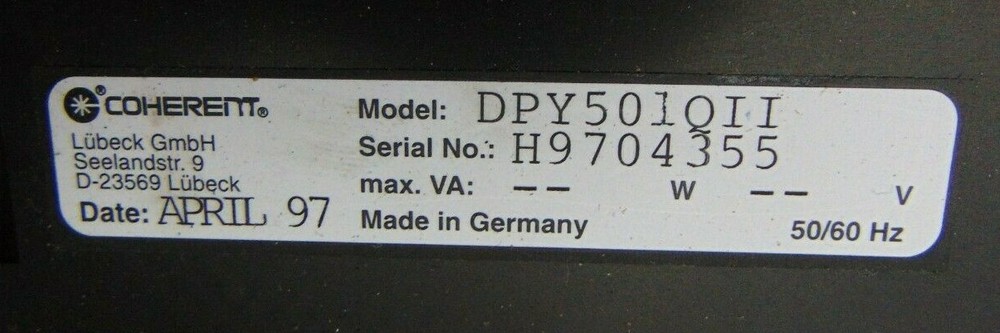 COHERENT®
Lübeck GmbH
Seelandstr. 9
D-23569 Lübeck
Date: APRIL 97
Model: DPY501QII
Serial No.: H9704355
max. VA: -- W -- V
Made in Germany 50/60 Hz